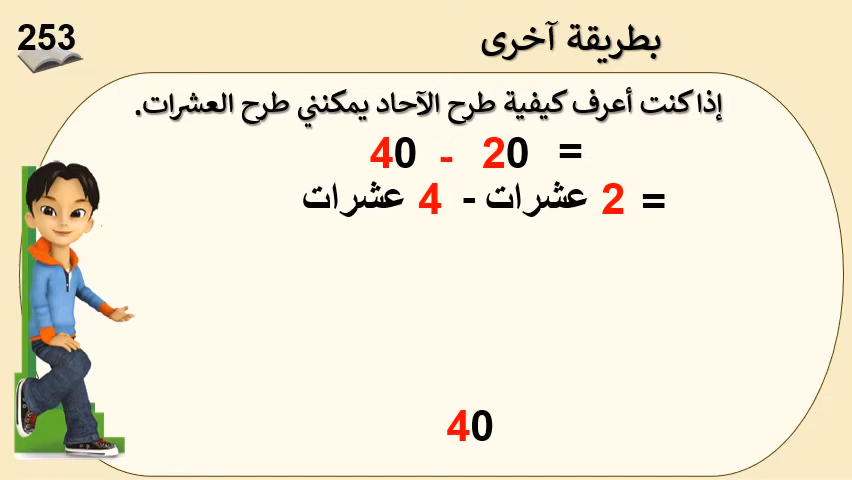 253
بطريقة آخرى
إذا كنت أعرف كيفية طرح الآحاد يمكنني طرح العشرات.
40 - 20 =
4 عشرات - 2 عشرات =
40